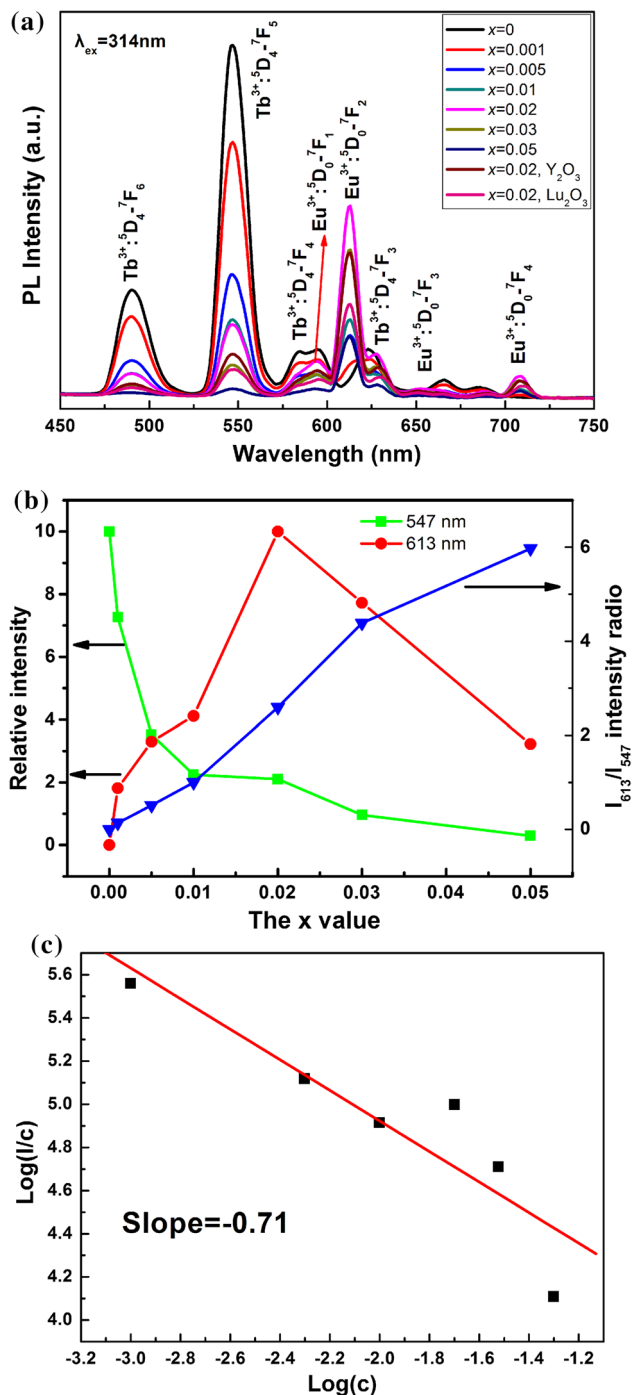 (a)
λex=314nm
Tb³⁺:⁵D₄-⁷F₆
Tb³⁺:⁵D₄-⁷F₅
Tb³⁺:⁵D₄-⁷F₄
Eu³⁺:⁵D₀-⁷F₁
Eu³⁺:⁵D₀-⁷F₂
Tb³⁺:⁵D₄-⁷F₃
Eu³⁺:⁵D₀-⁷F₃
Eu³⁺:⁵D₀-⁷F₄
x=0
x=0.001
x=0.005
x=0.01
x=0.02
x=0.03
x=0.05
x=0.02, Y₂O₃
x=0.02, Lu₂O₃
PL Intensity (a.u.)
450 500 550 600 650 700 750
Wavelength (nm)
(b)
547 nm
613 nm
10
8
6
4
2
0
Relative intensity
6
4
2
0
I₆₁₃/I₅₄₇ intensity radio
0.00 0.01 0.02 0.03 0.04 0.05
The x value
(c)
5.6
5.4
5.2
5.0
4.8
4.6
4.4
4.2
4.0
Log(I/c)
Slope=-0.71
-3.2 -3.0 -2.8 -2.6 -2.4 -2.2 -2.0 -1.8 -1.6 -1.4 -1.2
Log(c)